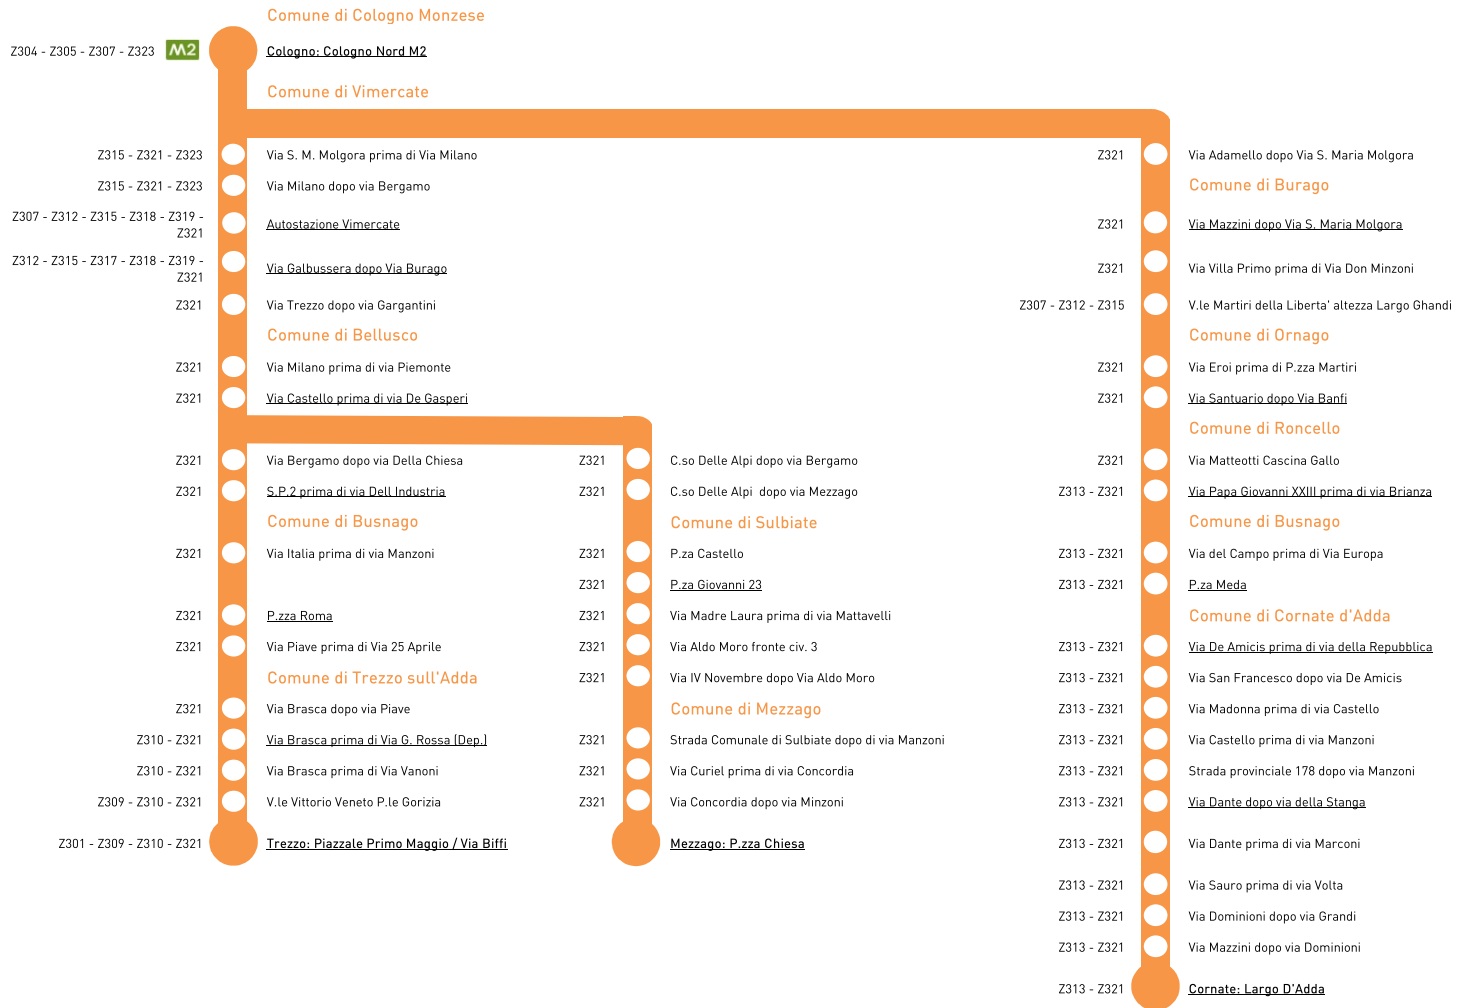 Comune di Cologno Monzese
Z304 - Z305 - Z307 - Z323 M2 Cologno: Cologno Nord M2
Comune di Vimercate
Z315 - Z321 - Z323 Via S. M. Molgora prima di Via Milano
Z315 - Z321 - Z323 Via Milano dopo via Bergamo
Z307 - Z312 - Z315 - Z318 - Z319 -
Z321
Autostazione Vimercate
Z312 - Z315 - Z317 - Z318 - Z319 -
Z321
Via Galbussera dopo Via Burago
Z321 Via Trezzo dopo via Gargantini
Comune di Bellusco
Z321 Via Milano prima di via Piemonte
Z321 Via Castello prima di via De Gasperi
Z321 Via Bergamo dopo via Della Chiesa
Z321 S.P.2 prima di via Dell Industria
Comune di Busnago
Z321 Via Italia prima di via Manzoni
Z321 P.zza Roma
Z321 Via Piave prima di Via 25 Aprile
Comune di Trezzo sull'Adda
Z321 Via Brasca dopo via Piave
Z310 - Z321 Via Brasca prima di Via G. Rossa (Dep.)
Z310 - Z321 Via Brasca prima di Via Vanoni
Z309 - Z310 - Z321 V.le Vittorio Veneto P.le Gorizia
Z301 - Z309 - Z310 - Z321 Trezzo: Piazzale Primo Maggio / Via Biffi
Z321 C.so Delle Alpi dopo via Bergamo
Z321 C.so Delle Alpi dopo via Mezzago
Comune di Sulbiate
Z321 P.za Castello
Z321 P.za Giovanni 23
Z321 Via Madre Laura prima di via Mattavelli
Z321 Via Aldo Moro fronte civ. 3
Z321 Via IV Novembre dopo Via Aldo Moro
Comune di Mezzago
Z321 Strada Comunale di Sulbiate dopo di via Manzoni
Z321 Via Curiel prima di via Concordia
Z321 Via Concordia dopo via Minzoni
Mezzago: P.zza Chiesa
Z321 Via Adamello dopo Via S. Maria Molgora
Comune di Burago
Z321 Via Mazzini dopo Via S. Maria Molgora
Z321 Via Villa Primo prima di Via Don Minzoni
Z307 - Z312 - Z315 V.le Martiri della Liberta' altezza Largo Ghandi
Comune di Ornago
Z321 Via Eroi prima di P.zza Martiri
Z321 Via Santuario dopo Via Banfi
Comune di Roncello
Z321 Via Matteotti Cascina Gallo
Z313 - Z321 Via Papa Giovanni XXIII prima di via Brianza
Comune di Busnago
Z313 - Z321 Via del Campo prima di Via Europa
Z313 - Z321 P.za Meda
Comune di Cornate d'Adda
Z313 - Z321 Via De Amicis prima di via della Repubblica
Z313 - Z321 Via San Francesco dopo via De Amicis
Z313 - Z321 Via Madonna prima di via Castello
Z313 - Z321 Via Castello prima di via Manzoni
Z313 - Z321 Strada provinciale 178 dopo via Manzoni
Z313 - Z321 Via Dante dopo via della Stanga
Z313 - Z321 Via Dante prima di via Marconi
Z313 - Z321 Via Sauro prima di via Volta
Z313 - Z321 Via Dominioni dopo via Grandi
Z313 - Z321 Via Mazzini dopo via Dominioni
Z313 - Z321 Cornate: Largo D'Adda